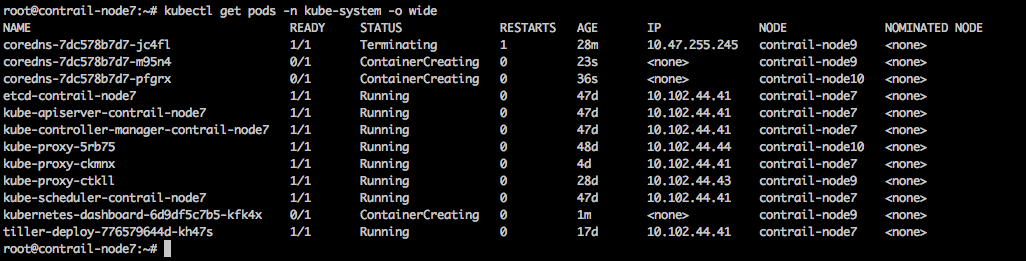 root@contrail-node7:~# kubectl get pods -n kube-system -o wide
NAME READY STATUS RESTARTS AGE IP NODE NOMINATED NODE
coredns-7dc578b7d7-jc4fl 1/1 Terminating 1 28m 10.47.255.245 contrail-node9 <none>
coredns-7dc578b7d7-m95n4 0/1 ContainerCreating 0 23s <none> contrail-node9 <none>
coredns-7dc578b7d7-pfgrx 0/1 ContainerCreating 0 36s <none> contrail-node10 <none>
etcd-contrail-node7 1/1 Running 0 47d 10.102.44.41 contrail-node7 <none>
kube-apiserver-contrail-node7 1/1 Running 0 47d 10.102.44.41 contrail-node7 <none>
kube-controller-manager-contrail-node7 1/1 Running 0 47d 10.102.44.41 contrail-node7 <none>
kube-proxy-5rb75 1/1 Running 0 48d 10.102.44.44 contrail-node10 <none>
kube-proxy-ckmnx 1/1 Running 0 4d 10.102.44.41 contrail-node7 <none>
kube-proxy-ctkll 1/1 Running 0 28d 10.102.44.43 contrail-node9 <none>
kube-scheduler-contrail-node7 1/1 Running 0 47d 10.102.44.41 contrail-node7 <none>
kubernetes-dashboard-6d9df5c7b5-kfk4x 0/1 ContainerCreating 0 1m <none> contrail-node9 <none>
tiller-deploy-776579644d-kh47s 1/1 Running 0 17d 10.102.44.41 contrail-node7 <none>
root@contrail-node7:~#